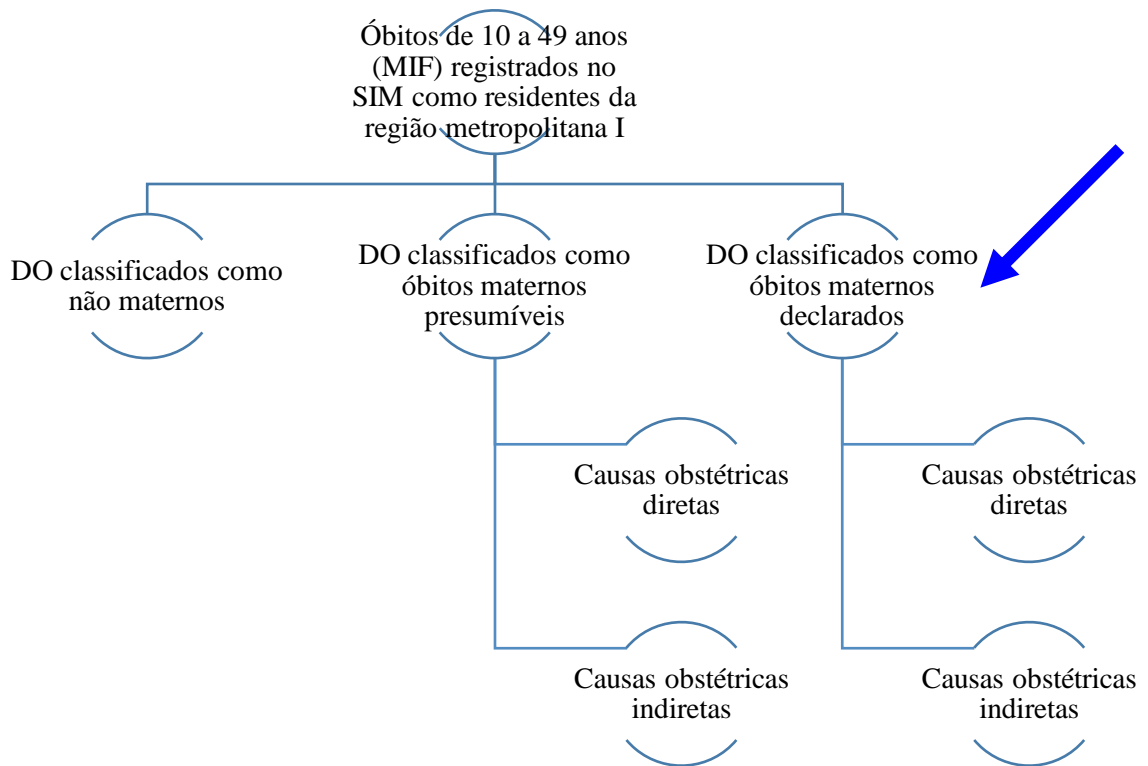 Óbitos de 10 a 49 anos
(MIF) registrados no
SIM como residentes da
região metropolitana I
DO classificados como
não maternos
DO classificados como
óbitos maternos
presumíveis
DO classificados como
óbitos maternos
declarados
Causas obstétricas
diretas
Causas obstétricas
diretas
Causas obstétricas
indiretas
Causas obstétricas
indiretas